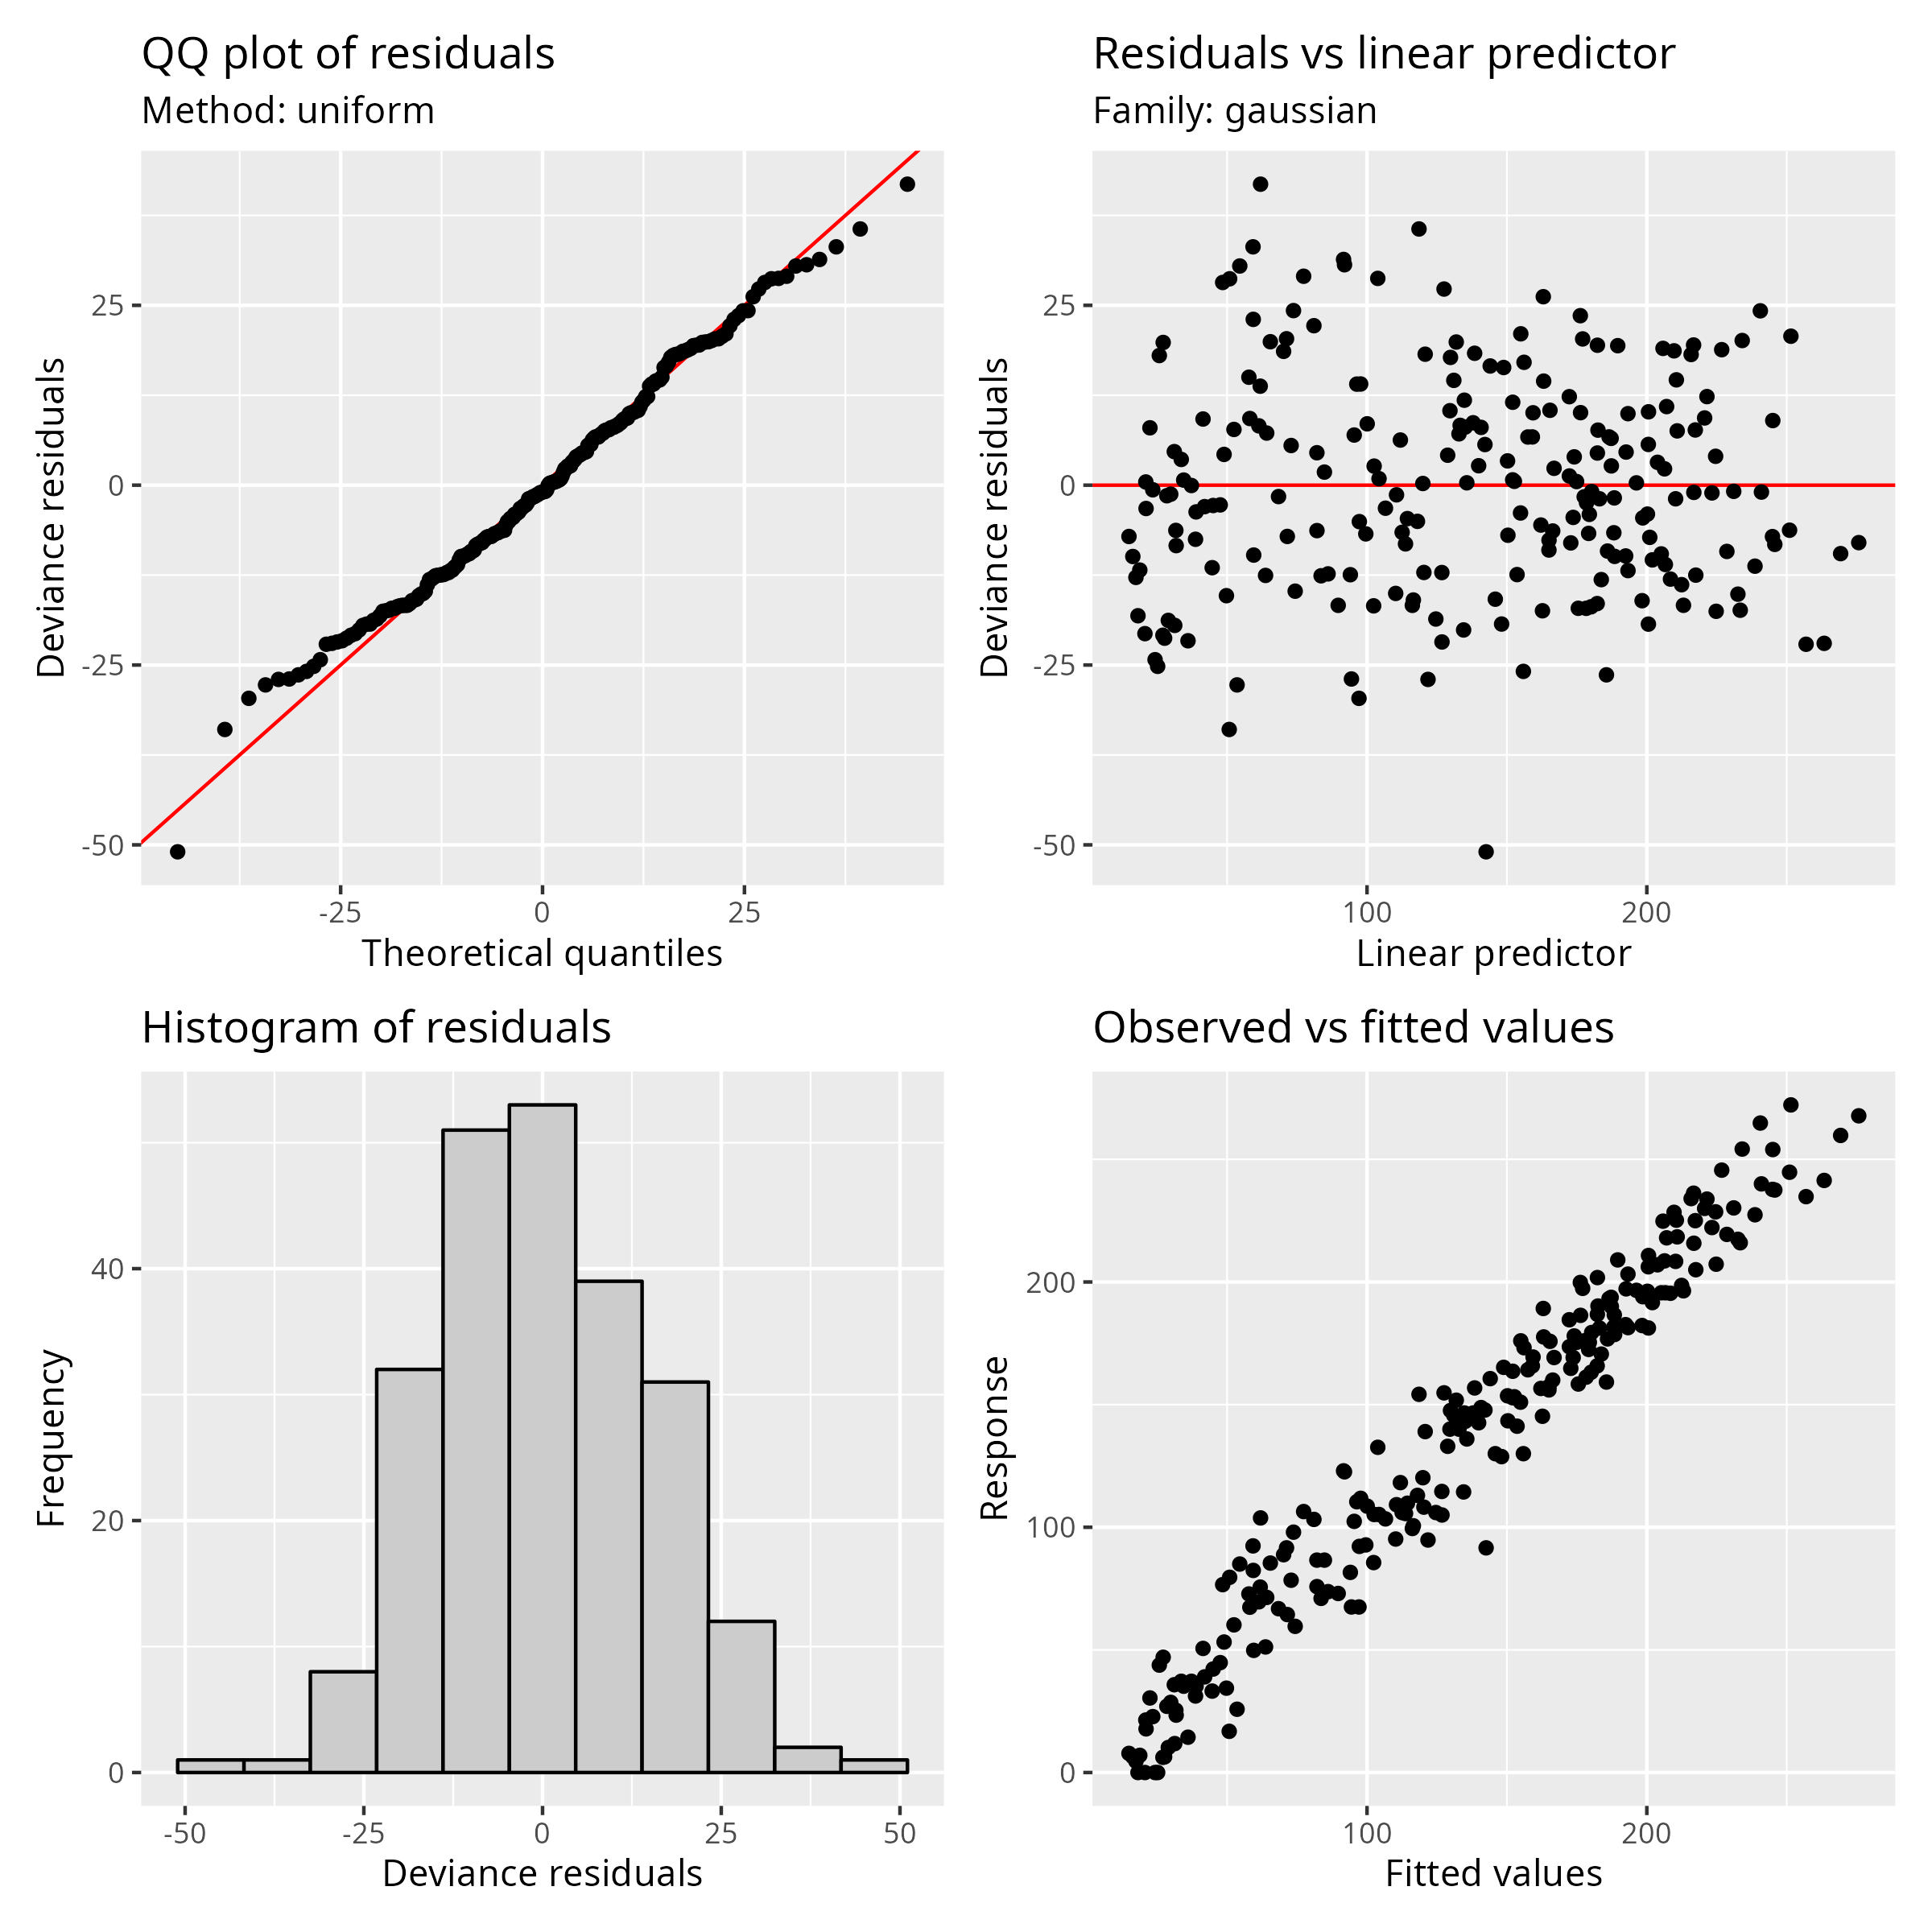 QQ plot of residuals
Method: uniform
Deviance residuals
25
0
-25
-50
-25
0
25
Theoretical quantiles
Residuals vs linear predictor
Family: gaussian
Deviance residuals
25
0
-25
-50
100
200
Linear predictor
Histogram of residuals
Frequency
40
20
0
-50
-25
0
25
50
Deviance residuals
Observed vs fitted values
Response
200
100
0
100
200
Fitted values